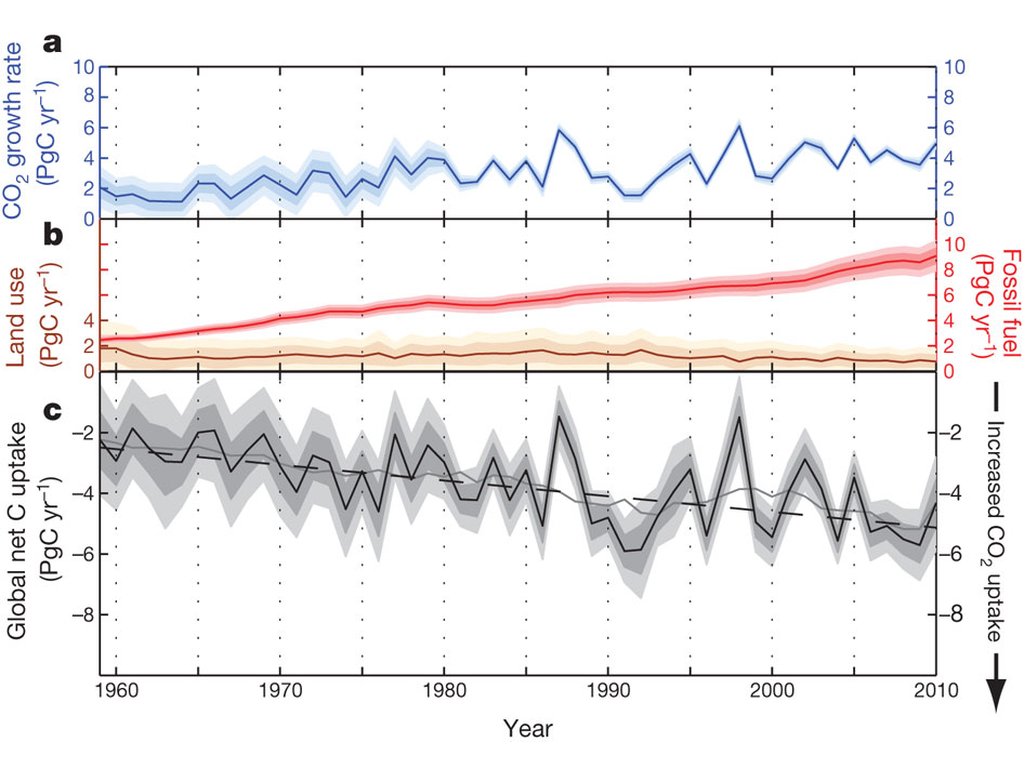 a
CO2 growth rate
(PgC yr−1)
10
8
6
4
2
0
10
8
6
4
2
0
b
Land use
(PgC yr−1)
4
2
0
10
8
6
4
2
0
Fossil fuel
(PgC yr−1)
c
Global net C uptake
(PgC yr−1)
−2
−4
−6
−8
−2
−4
−6
−8
Increased CO2 uptake
1960
1970
1980
1990
2000
2010
Year